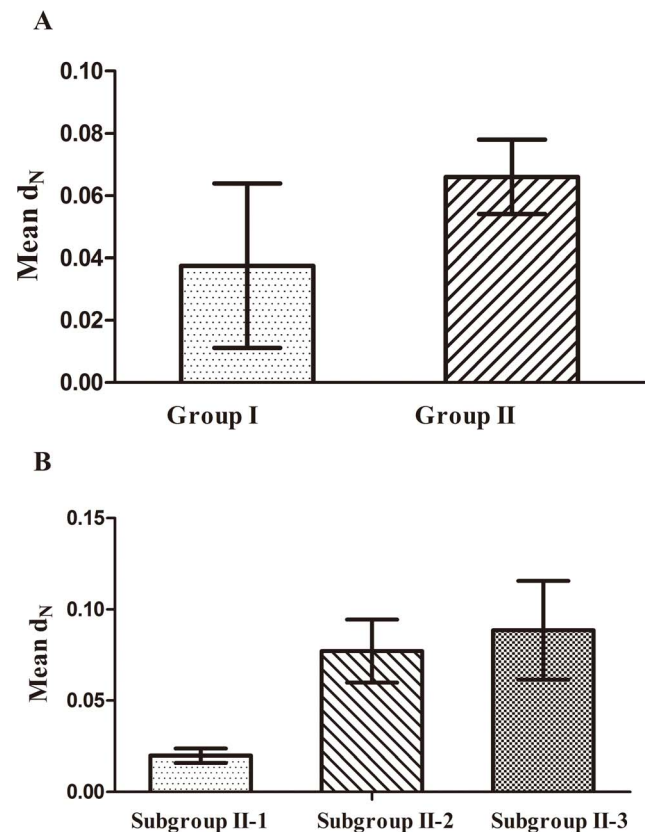 A
0.10
0.08
0.06
0.04
0.02
0.00
Mean dN
Group I Group II
B
0.15
0.10
0.05
0.00
Mean dN
Subgroup II-1 Subgroup II-2 Subgroup II-3